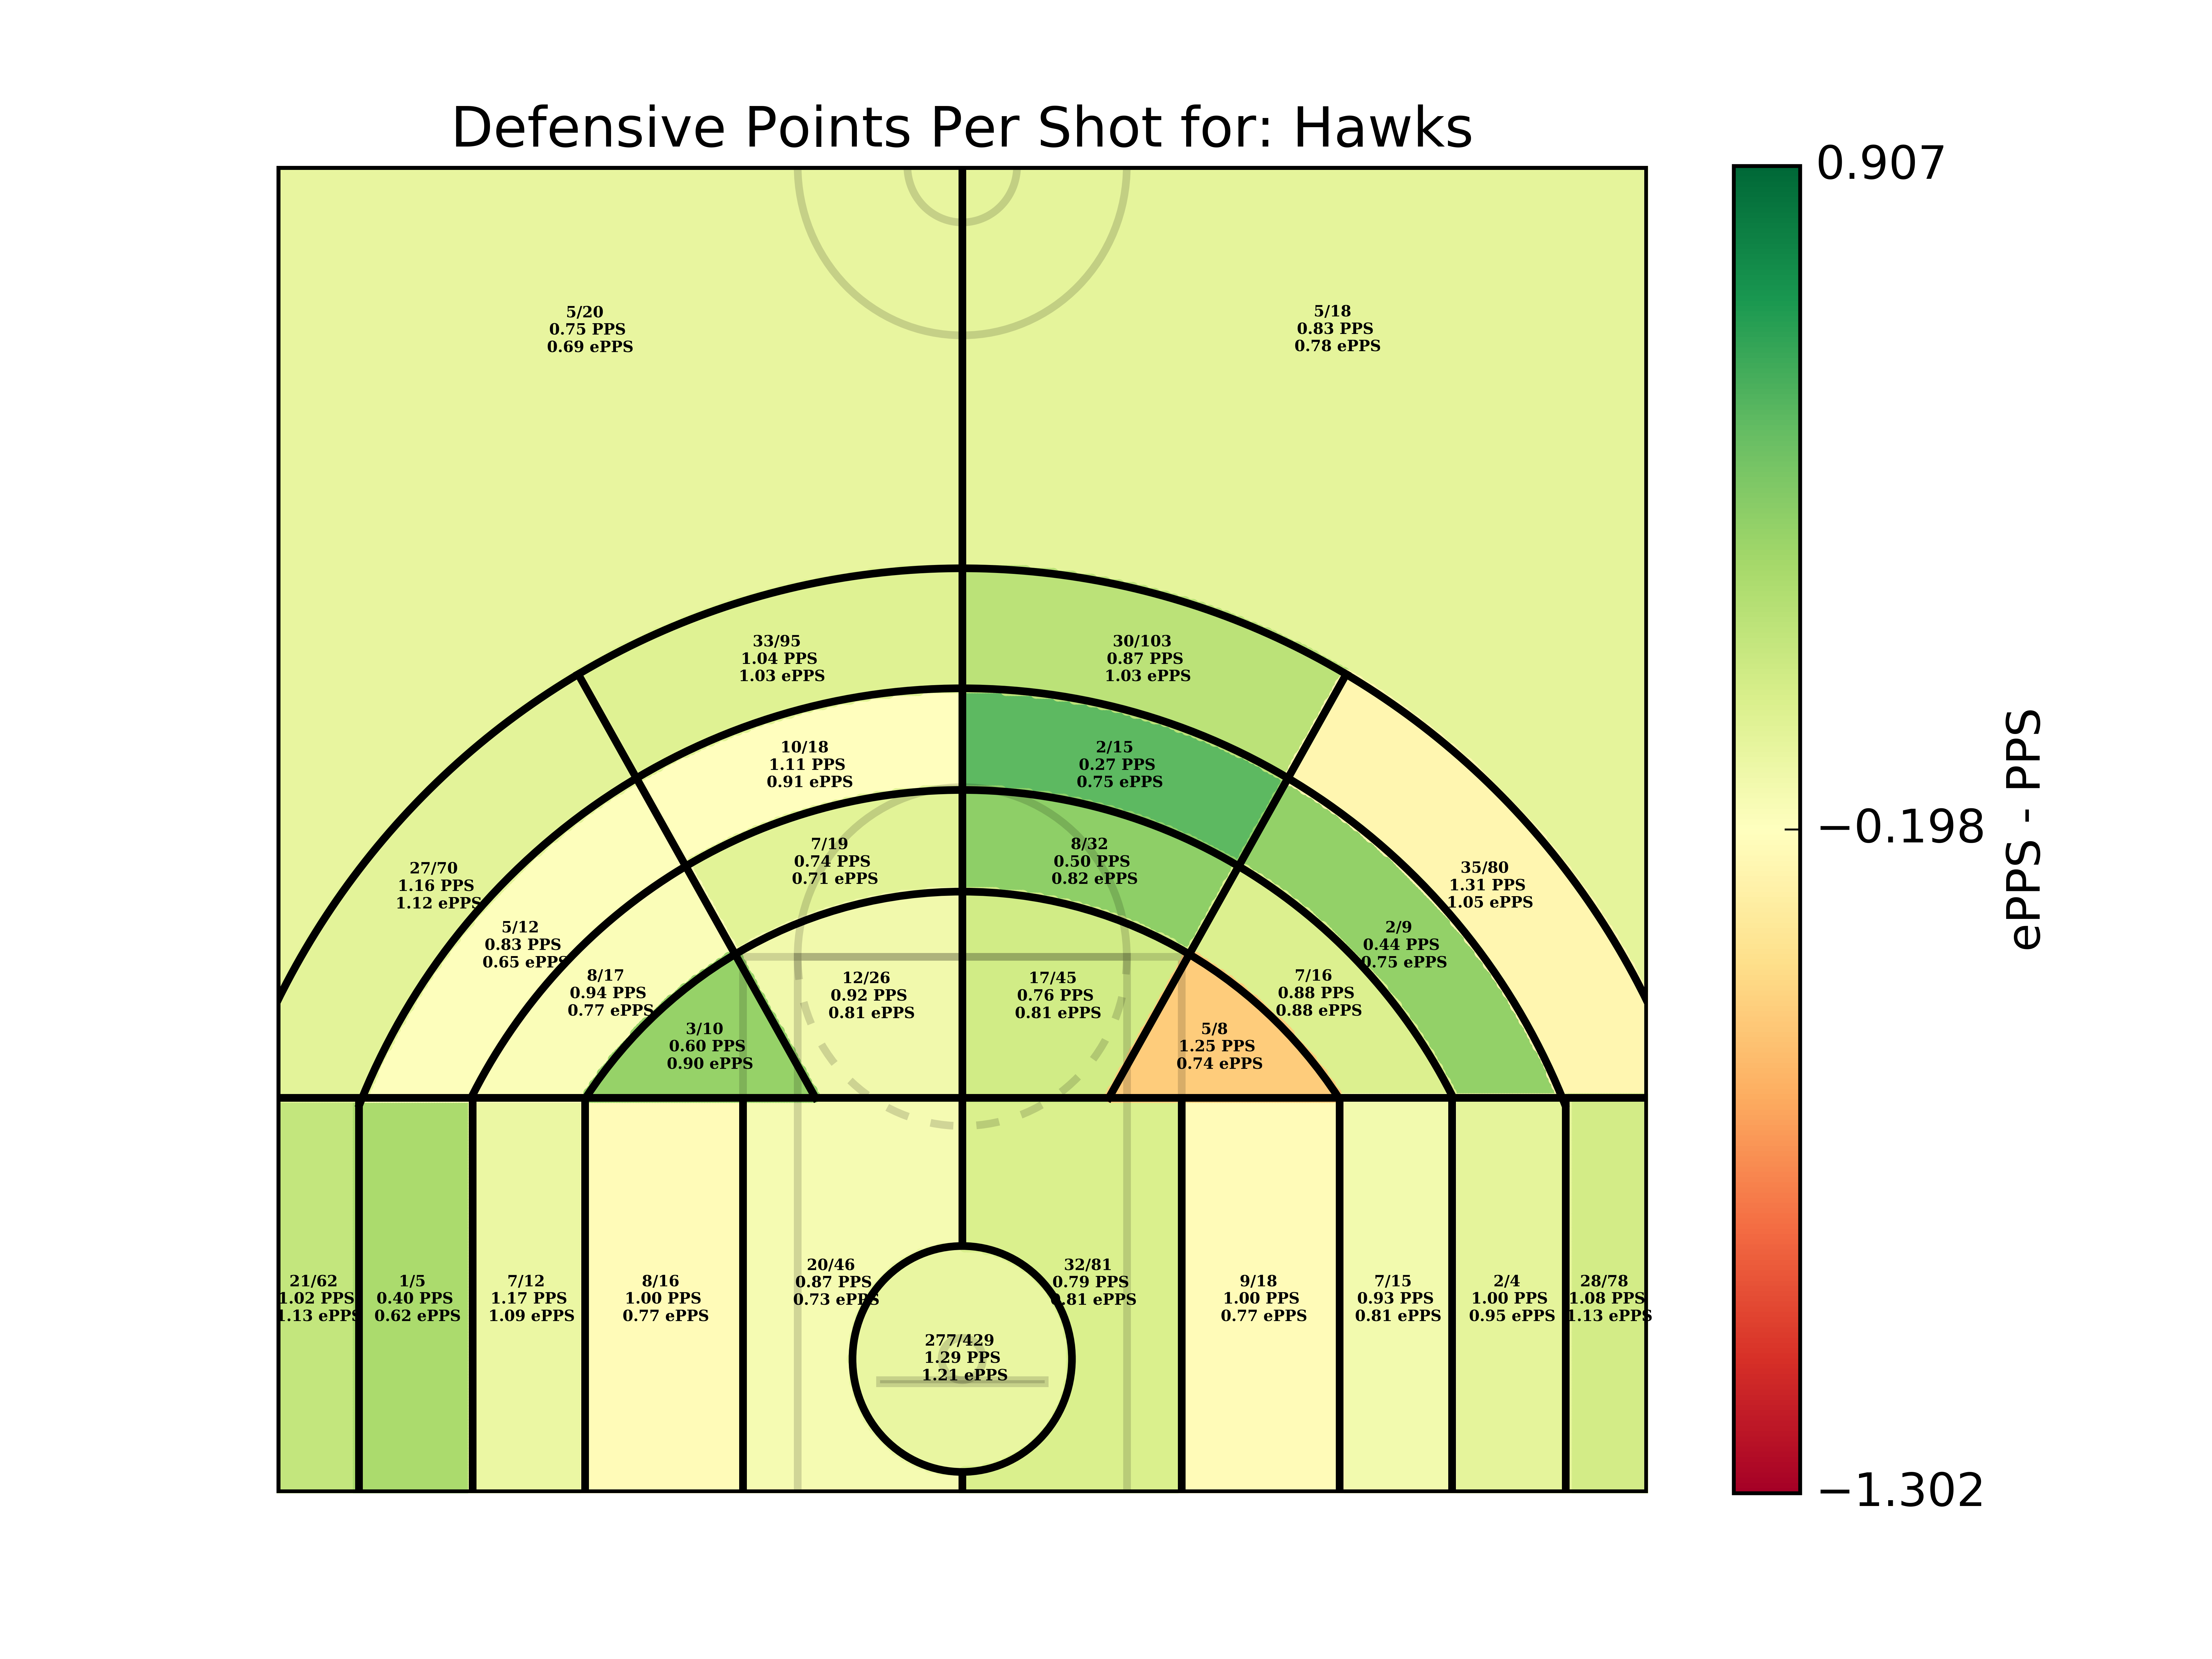 Defensive Points Per Shot for: Hawks
0.907
5/20
0.75 PPS
0.69 ePPS
5/18
0.83 PPS
0.78 ePPS
33/95
1.04 PPS
1.03 ePPS
30/103
0.87 PPS
1.03 ePPS
10/18
1.11 PPS
0.91 ePPS
2/15
0.27 PPS
0.75 ePPS
−0.198
ePPS - PPS
7/19
0.74 PPS
0.71 ePPS
8/32
0.50 PPS
0.82 ePPS
27/70
1.16 PPS
1.12 ePPS
35/80
1.31 PPS
1.05 ePPS
5/12
0.83 PPS
0.65 ePPS
2/9
0.44 PPS
0.75 ePPS
8/17
0.94 PPS
0.77 ePPS
12/26
0.92 PPS
0.81 ePPS
17/45
0.76 PPS
0.81 ePPS
7/16
0.88 PPS
0.88 ePPS
3/10
0.60 PPS
0.90 ePPS
5/8
1.25 PPS
0.74 ePPS
21/62
1.02 PPS
1.13 ePPS
1/5
0.40 PPS
0.62 ePPS
7/12
1.17 PPS
1.09 ePPS
8/16
1.00 PPS
0.77 ePPS
20/46
0.87 PPS
0.73 ePPS
32/81
0.79 PPS
0.81 ePPS
9/18
1.00 PPS
0.77 ePPS
7/15
0.93 PPS
0.81 ePPS
2/4
1.00 PPS
0.95 ePPS
28/78
1.08 PPS
1.13 ePPS
277/429
1.29 PPS
1.21 ePPS
−1.302